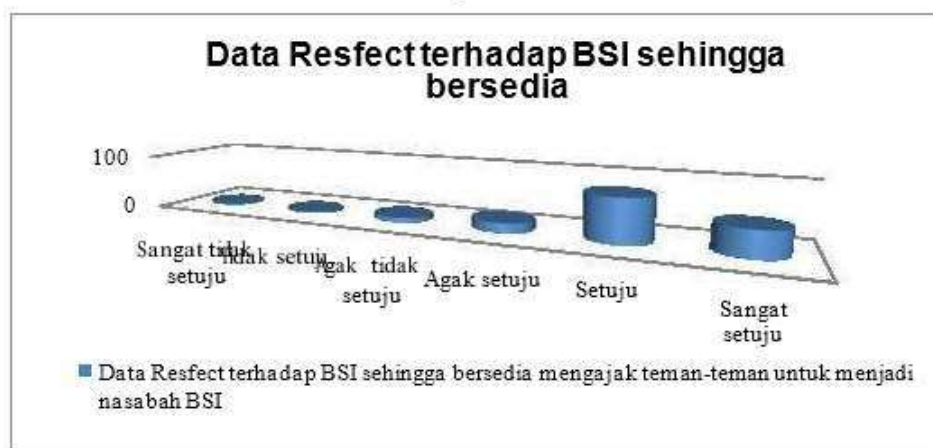 Data Resfect terhadap BSI sehingga
bersedia
100
0
Sangat tidak
setuju
Tidak setuju
Agak tidak
setuju
Agak setuju
Setuju
Sangat
setuju
Data Resfect terhadap BSI sehingga bersedia mengajak teman-teman untuk menjadi
nasabah BSI